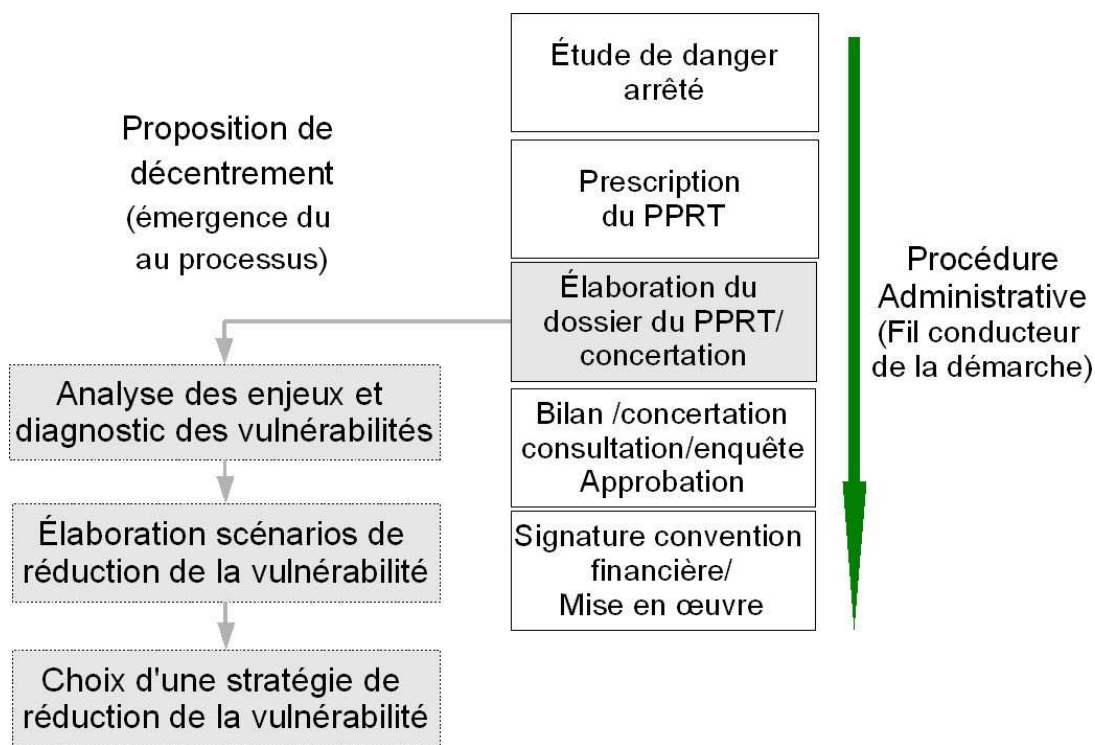 Étude de danger
arrêté
Proposition de
décentrement
(émergence du
au processus)
Prescription
du PPRT
Élaboration du
dossier du PPRT/
concertation
Procédure
Administrative
(Fil conducteur
de la démarche)
Analyse des enjeux et
diagnostic des vulnérabilités
Bilan /concertation
consultation/enquête
Approbation
Élaboration scénarios de
réduction de la vulnérabilité
Signature convention
financière/
Mise en œuvre
Choix d'une stratégie de
réduction de la vulnérabilité